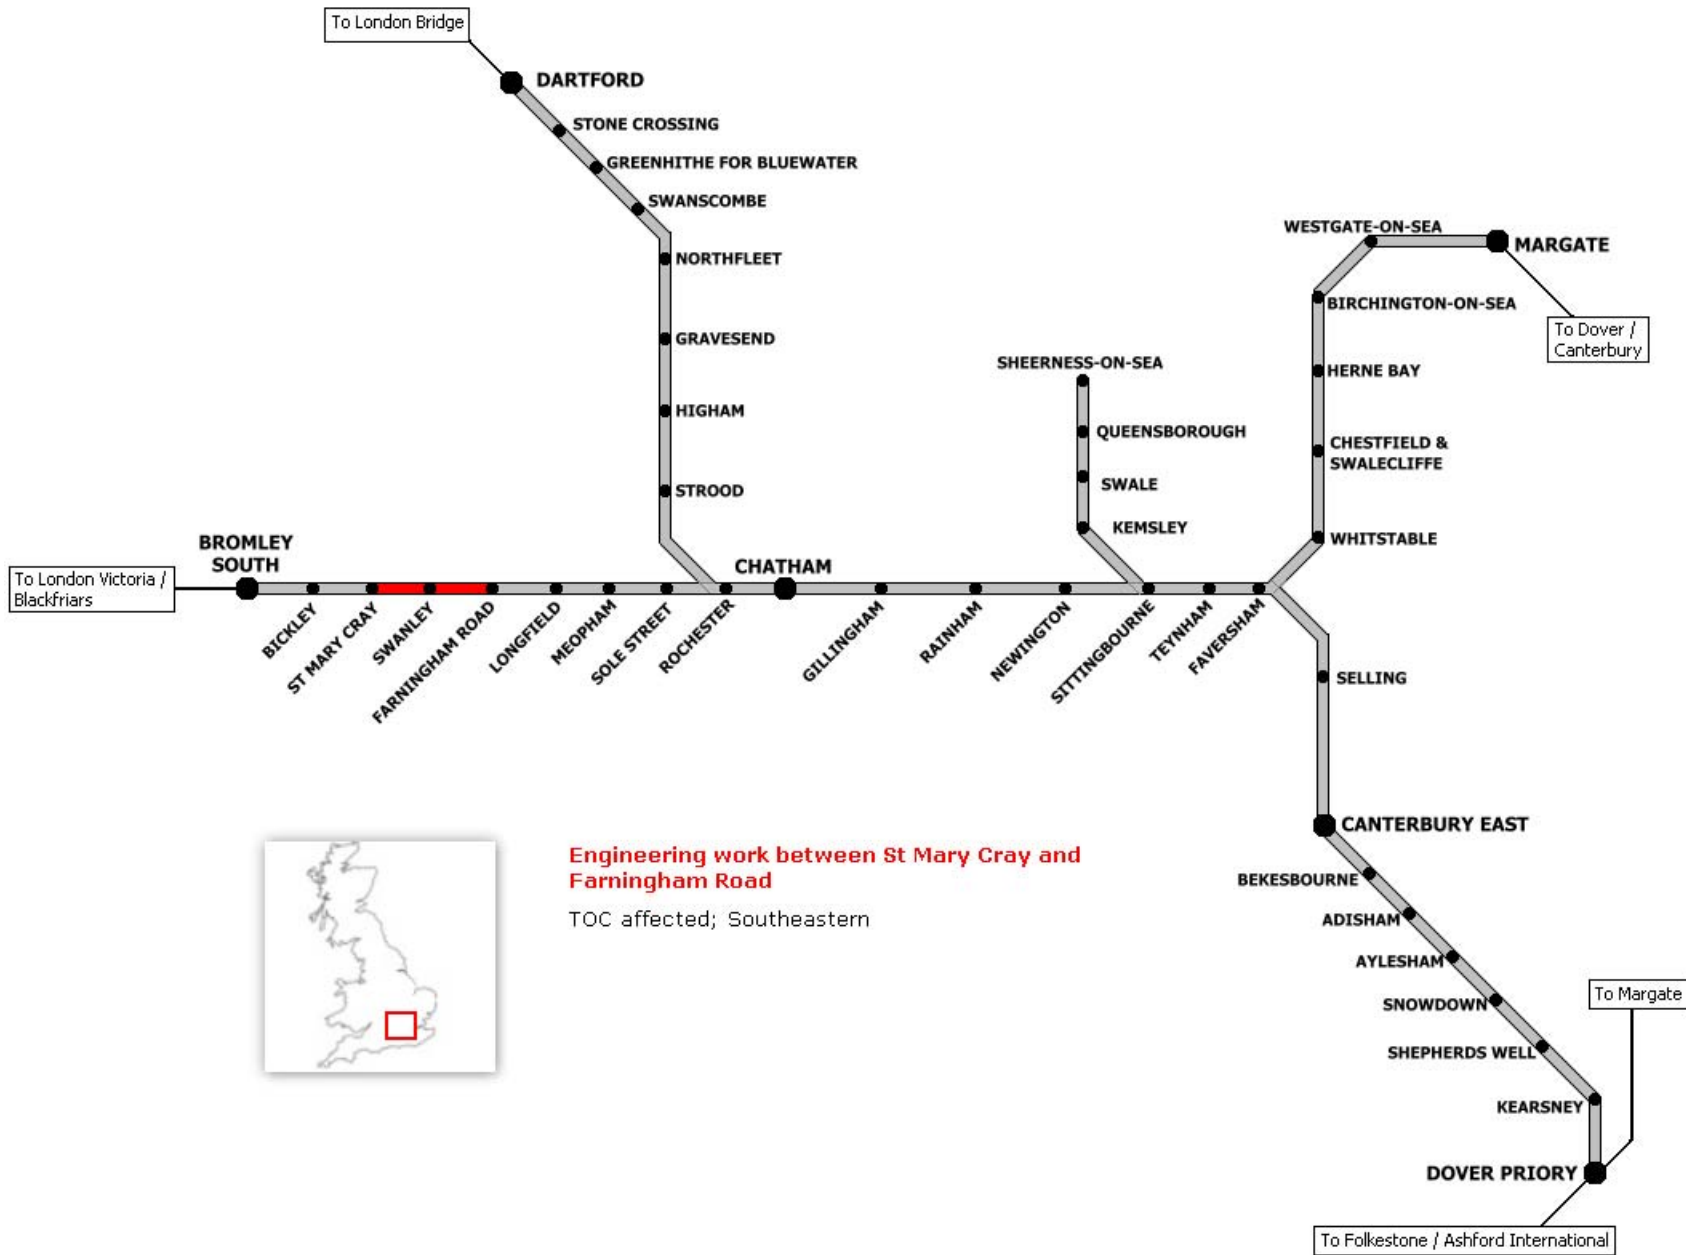 To London Bridge
DARTFORD
STONE CROSSING
GREENHITHE FOR BLUEWATER
SWANSCOMBE
NORTHFLEET
GRAVESEND
HIGHAM
STROOD
WESTGATE-ON-SEA
MARGATE
BIRCHINGTON-ON-SEA
To Dover /
Canterbury
HERNE BAY
CHESTFIELD &
SWALECLIFFE
WHITSTABLE
SHEERNESS-ON-SEA
QUEENSBOROUGH
SWALE
KEMSLEY
To London Victoria /
Blackfriars
BROMLEY
SOUTH
BICKLEY
ST MARY CRAY
SWANLEY
FARNINGHAM ROAD
LONGFIELD
MEOPHAM
SOLE STREET
ROCHESTER
CHATHAM
GILLINGHAM
RAINHAM
NEWINGTON
SITTINGBOURNE
TEYNHAM
FAVERSHAM
SELLING
CANTERBURY EAST
BEKESBOURNE
ADISHAM
AYLESHAM
SNOWDOWN
SHEPHERDS WELL
KEARSNEY
DOVER PRIORY
To Margate
To Folkestone / Ashford International
Engineering work between St Mary Cray and
Farningham Road
TOC affected; Southeastern